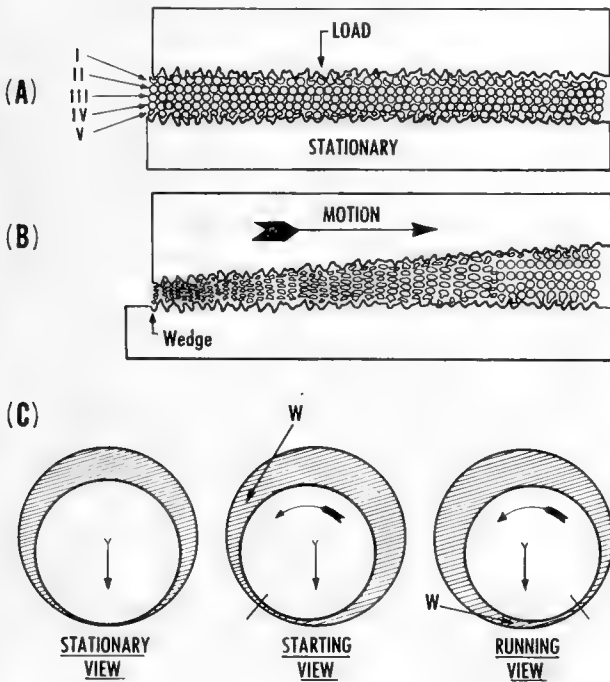 (A)
I
II
III
IV
V
LOAD
STATIONARY
(B)
MOTION
Wedge
(C)
W
W
Y
Y
Y
STATIONARY
VIEW
STARTING
VIEW
RUNNING
VIEW